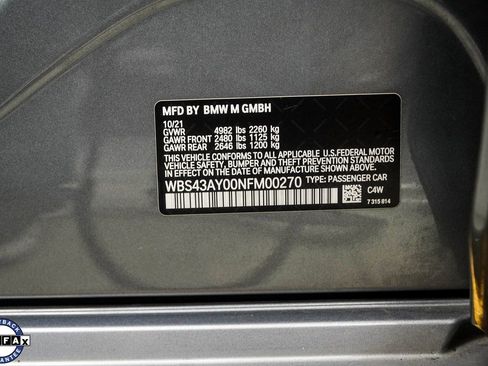 MFD BY BMW M GMBH
10/21
GVWR 4982 lbs 2260 kg
GAWR FRONT 2480 lbs 1125 kg
GAWR REAR 2646 lbs 1200 kg
THIS VEHICLE CONFORMS TO ALL APPLICABLE U.S.FEDERAL MOTOR
VEHICLE SAFETY, BUMPER AND THEFT PREVENTION STANDARDS
IN EFFECT ON THE DATE OF MANUFACTURE SHOWN ABOVE.
WBS43AY00NFM00270 TYPE: PASSENGER CAR
C4W
7 315 814